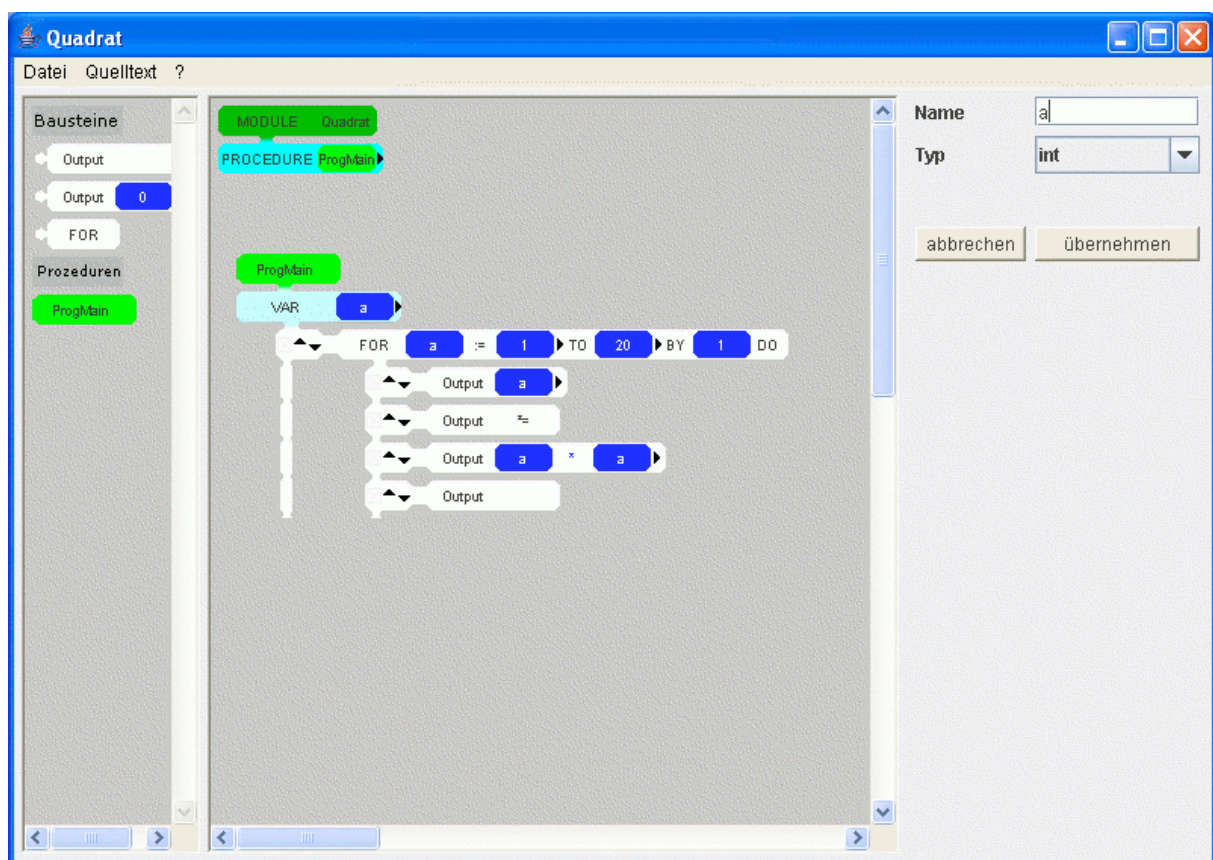 Quadrat
Datei Quelltext ?
Bausteine
Output
Output 0
FOR
Prozeduren
ProgMain
MODULE Quadrat
PROCEDURE ProgMain
ProgMain
VAR a
FOR a := 1 TO 20 BY 1 DO
Output a
Output ²=
Output a * a
Output
Name a
Typ int
abbrechen übernehmen